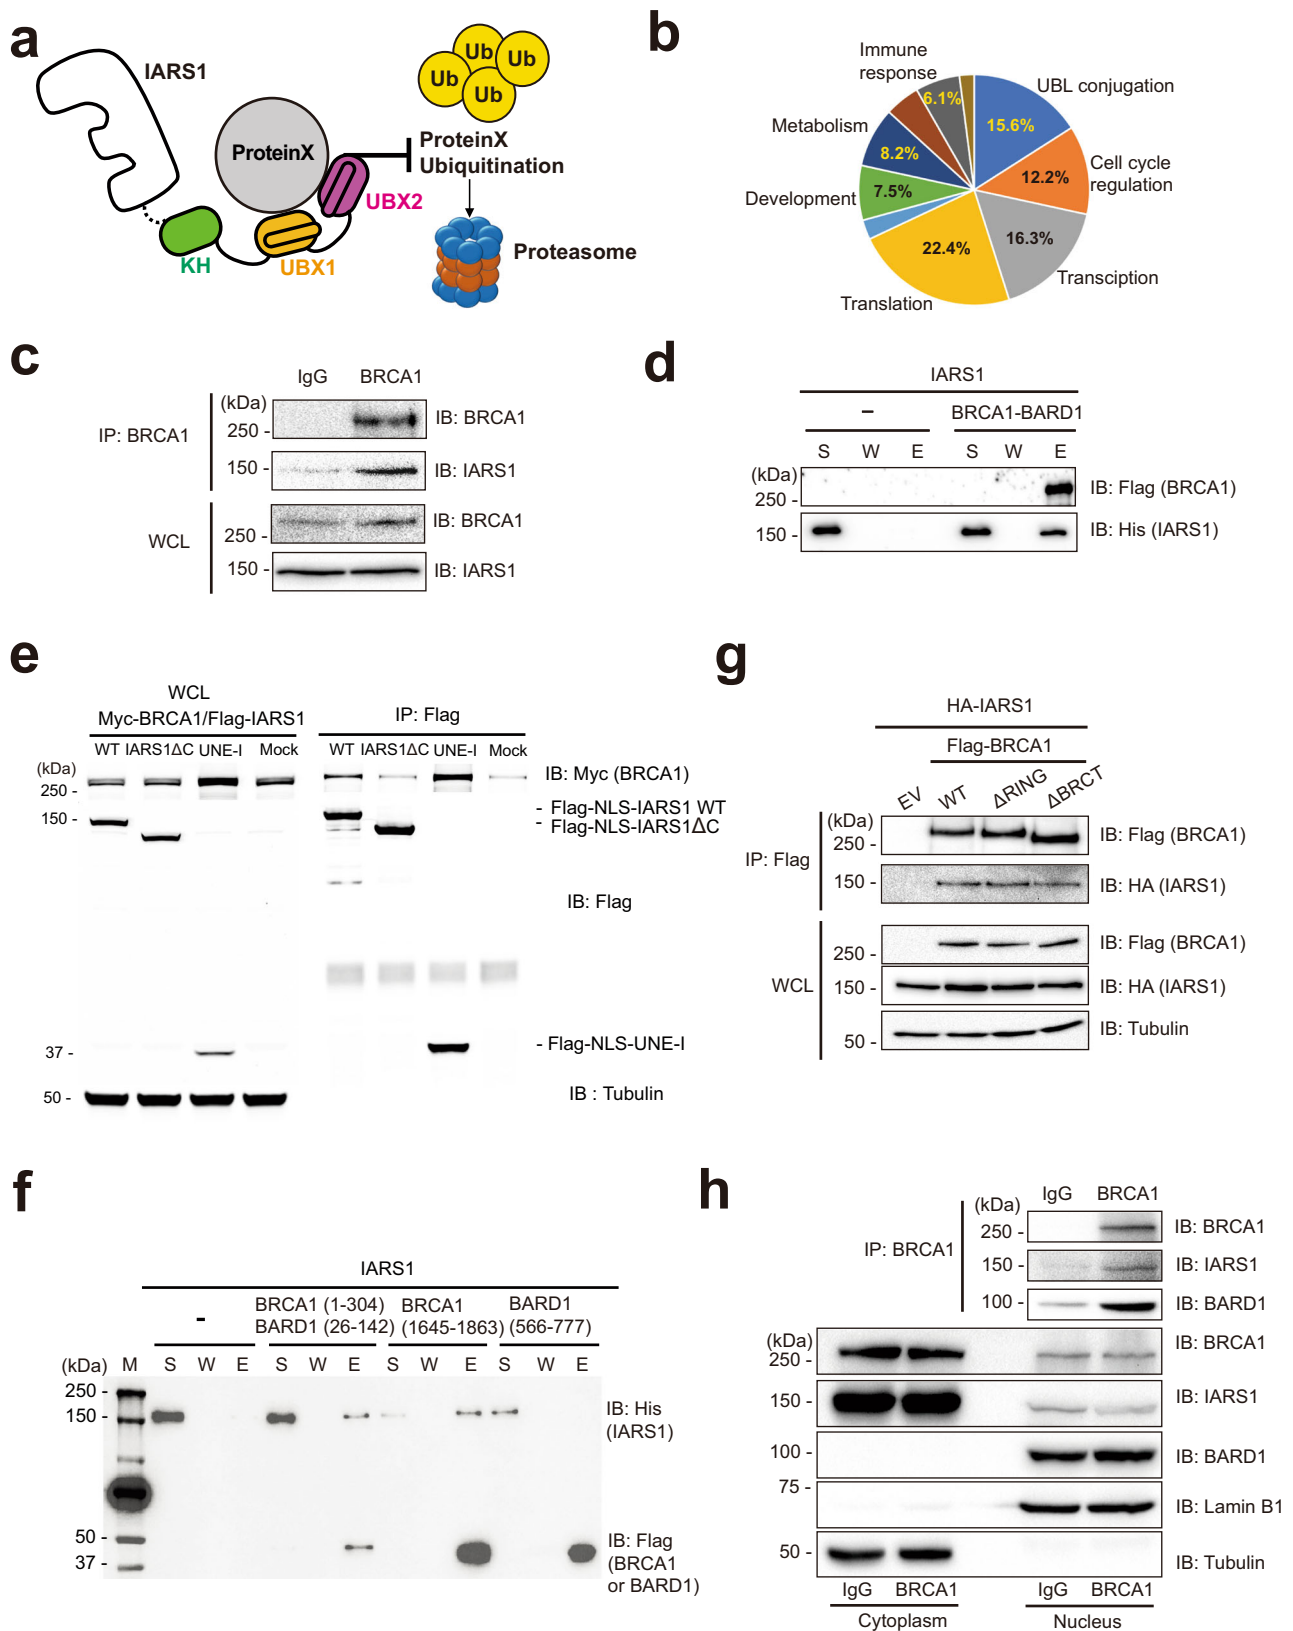 a
IARS1
ProteinX
KH
UBX1
UBX2
Ub
Ub
Ub
Ub
ProteinX
Ubiquitination
Proteasome
b
Immune
response
6.1%
UBL conjugation
15.6%
Metabolism
8.2%
Cell cycle
regulation
12.2%
Development
7.5%
16.3%
Transciption
22.4%
Translation
c
IgG BRCA1
(kDa)
IP: BRCA1
250 - IB: BRCA1
150 - IB: IARS1
WCL
250 - IB: BRCA1
150 - IB: IARS1
d
IARS1
– BRCA1-BARD1
S W E S W E
(kDa)
250 - IB: Flag (BRCA1)
150 - IB: His (IARS1)
e
WCL
Myc-BRCA1/Flag-IARS1
IP: Flag
WT IARS1ΔC UNE-I Mock WT IARS1ΔC UNE-I Mock
(kDa)
250 - IB: Myc (BRCA1)
150 -
- Flag-NLS-IARS1 WT
- Flag-NLS-IARS1ΔC
IB: Flag
37 - - Flag-NLS-UNE-I
50 - IB : Tubulin
g
HA-IARS1
Flag-BRCA1
EV WT ΔRING ΔBRCT
(kDa)
IP: Flag
250 - IB: Flag (BRCA1)
150 - IB: HA (IARS1)
WCL
250 - IB: Flag (BRCA1)
150 - IB: HA (IARS1)
50 - IB: Tubulin
f
IARS1
- BRCA1 (1-304) BRCA1 BARD1
BARD1 (26-142) (1645-1863) (566-777)
(kDa) M S W E S W E S W E S W E
250 -
150 -
50 -
37 -
IB: His
(IARS1)
IB: Flag
(BRCA1
or BARD1)
h
IgG BRCA1
(kDa)
IP: BRCA1
250 - IB: BRCA1
150 - IB: IARS1
100 - IB: BARD1
(kDa)
250 - IB: BRCA1
150 - IB: IARS1
100 - IB: BARD1
75 - IB: Lamin B1
50 - IB: Tubulin
IgG BRCA1 IgG BRCA1
Cytoplasm Nucleus